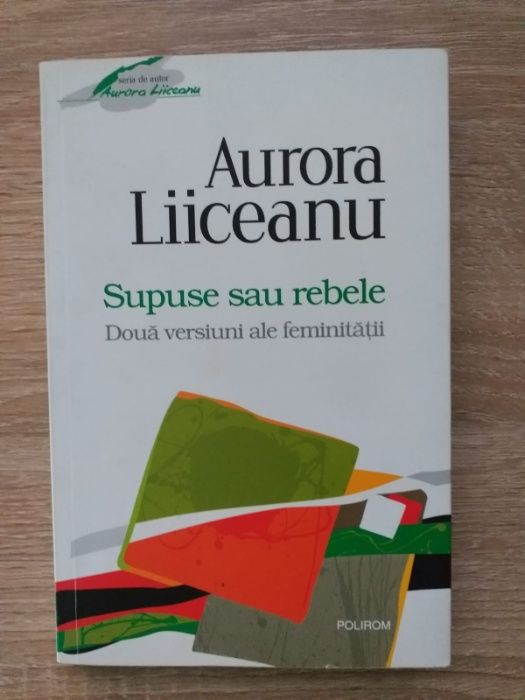 seria de autor
Aurora Liiceanu
Aurora
Liiceanu
Supuse sau rebele
Două versiuni ale feminității
POLIROM